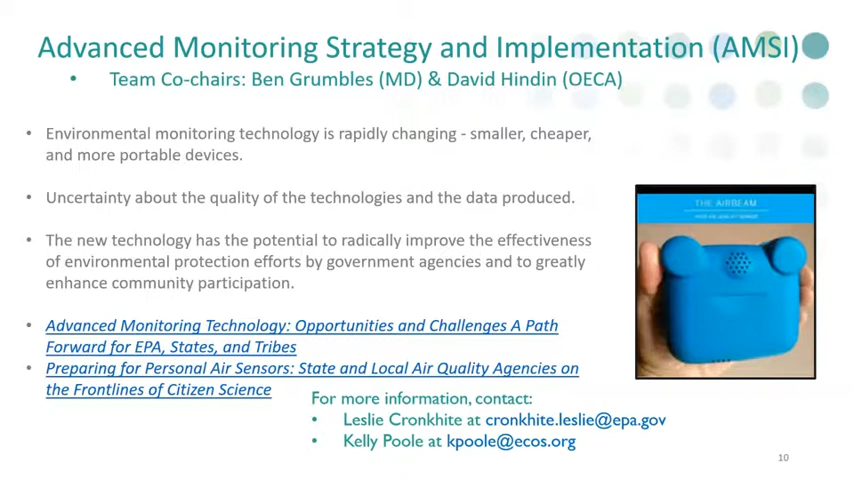 Advanced Monitoring Strategy and Implementation (AMSI)
• Team Co-chairs: Ben Grumbles (MD) & David Hindin (OECA)
• Environmental monitoring technology is rapidly changing - smaller, cheaper,
and more portable devices.
• Uncertainty about the quality of the technologies and the data produced.
• The new technology has the potential to radically improve the effectiveness
of environmental protection efforts by government agencies and to greatly
enhance community participation.
THE AIRBEAM
• Advanced Monitoring Technology: Opportunities and Challenges A Path
Forward for EPA, States, and Tribes
• Preparing for Personal Air Sensors: State and Local Air Quality Agencies on
the Frontlines of Citizen Science
For more information, contact:
• Leslie Cronkhite at cronkhite.leslie@epa.gov
• Kelly Poole at kpoole@ecos.org
10